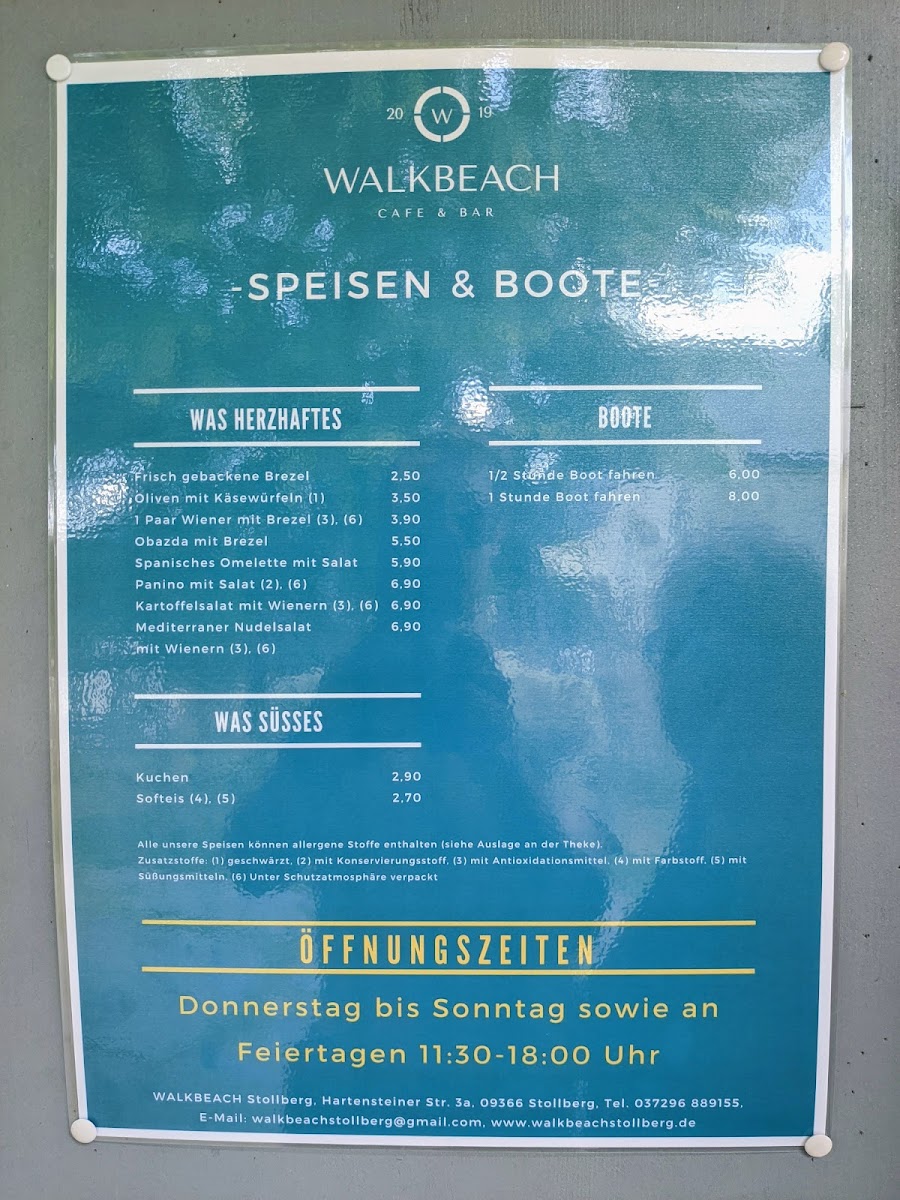 20 W 19
WALKBEACH
CAFE & BAR
-SPEISEN & BOOTE-
WAS HERZHAFTES
Frisch gebackene Brezel 2,50
Oliven mit Käsewürfeln (1) 3,50
1 Paar Wiener mit Brezel (3), (6) 3,90
Obazda mit Brezel 5,50
Spanisches Omelette mit Salat 5,90
Panino mit Salat (2), (6) 6,90
Kartoffelsalat mit Wienern (3), (6) 6,90
Mediterraner Nudelsalat 6,90
mit Wienern (3), (6)
BOOTE
1/2 Stunde Boot fahren 6,00
1 Stunde Boot fahren 8,00
WAS SÜSSES
Kuchen 2,90
Softeis (4), (5) 2,70
Alle unsere Speisen können allergene Stoffe enthalten (siehe Auslage an der Theke).
Zusatzstoffe: (1) geschwärzt, (2) mit Konservierungsstoff, (3) mit Antioxidationsmittel, (4) mit Farbstoff, (5) mit
Süßungsmitteln, (6) Unter Schutzatmosphäre verpackt
ÖFFNUNGSZEITEN
Donnerstag bis Sonntag sowie an
Feiertagen 11:30-18:00 Uhr
WALKBEACH Stollberg, Hartensteiner Str. 3a, 09366 Stollberg, Tel. 037296 889155,
E-Mail: walkbeachstollberg@gmail.com, www.walkbeachstollberg.de